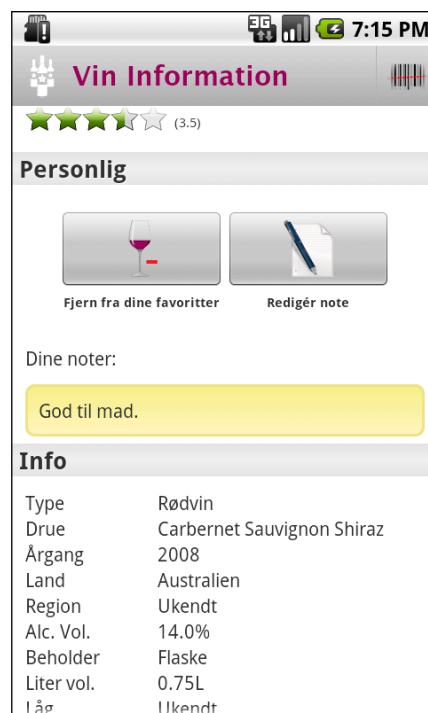 3G 7:15 PM
Vin Information
(3.5)
Personlig
Fjern fra dine favoritter Redigér note
Dine noter:
God til mad.
Info
Type Rødvin
Drue Carbernet Sauvignon Shiraz
Årgang 2008
Land Australien
Region Ukendt
Alc. Vol. 14.0%
Beholder Flaske
Liter vol. 0.75L
Låg Ukendt